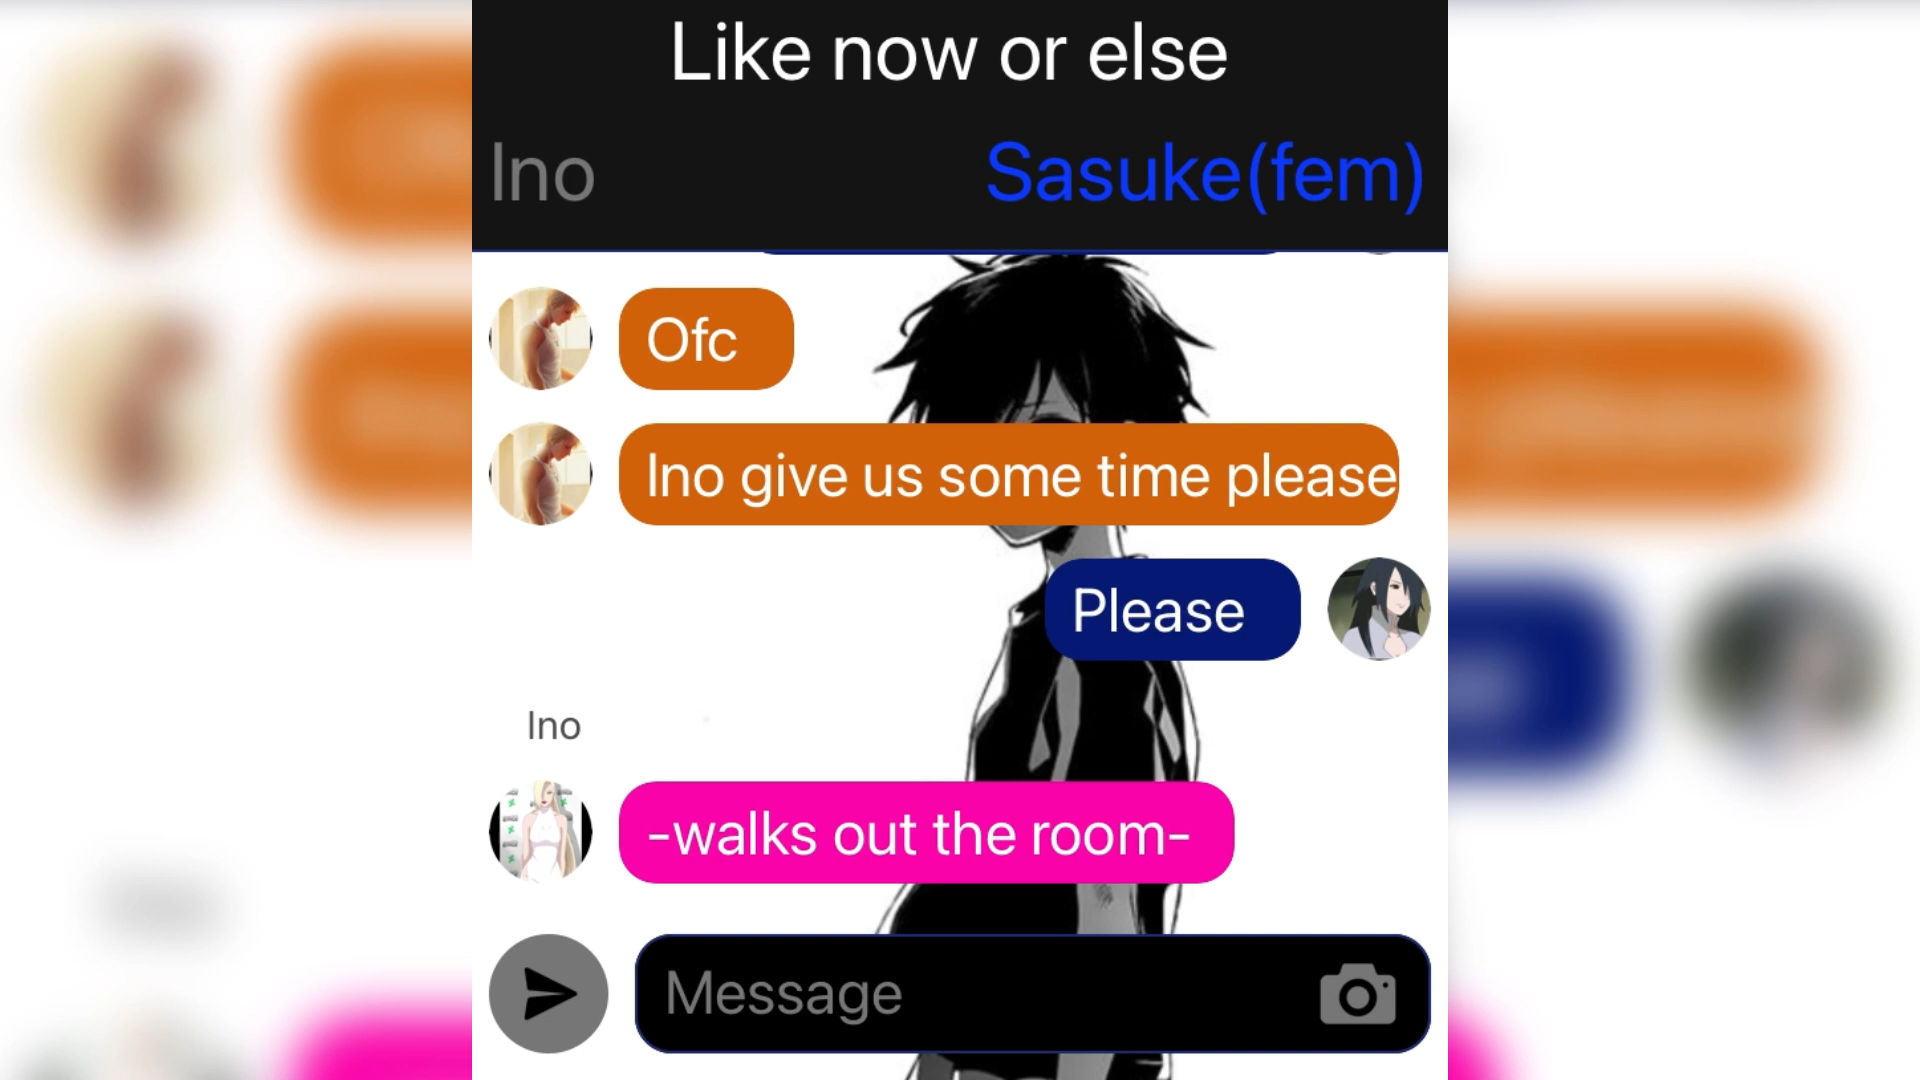 Like now or else
Ino
Sasuke(fem)
Ofc
Ino give us some time please
Please
Ino
-walks out the room-
Message